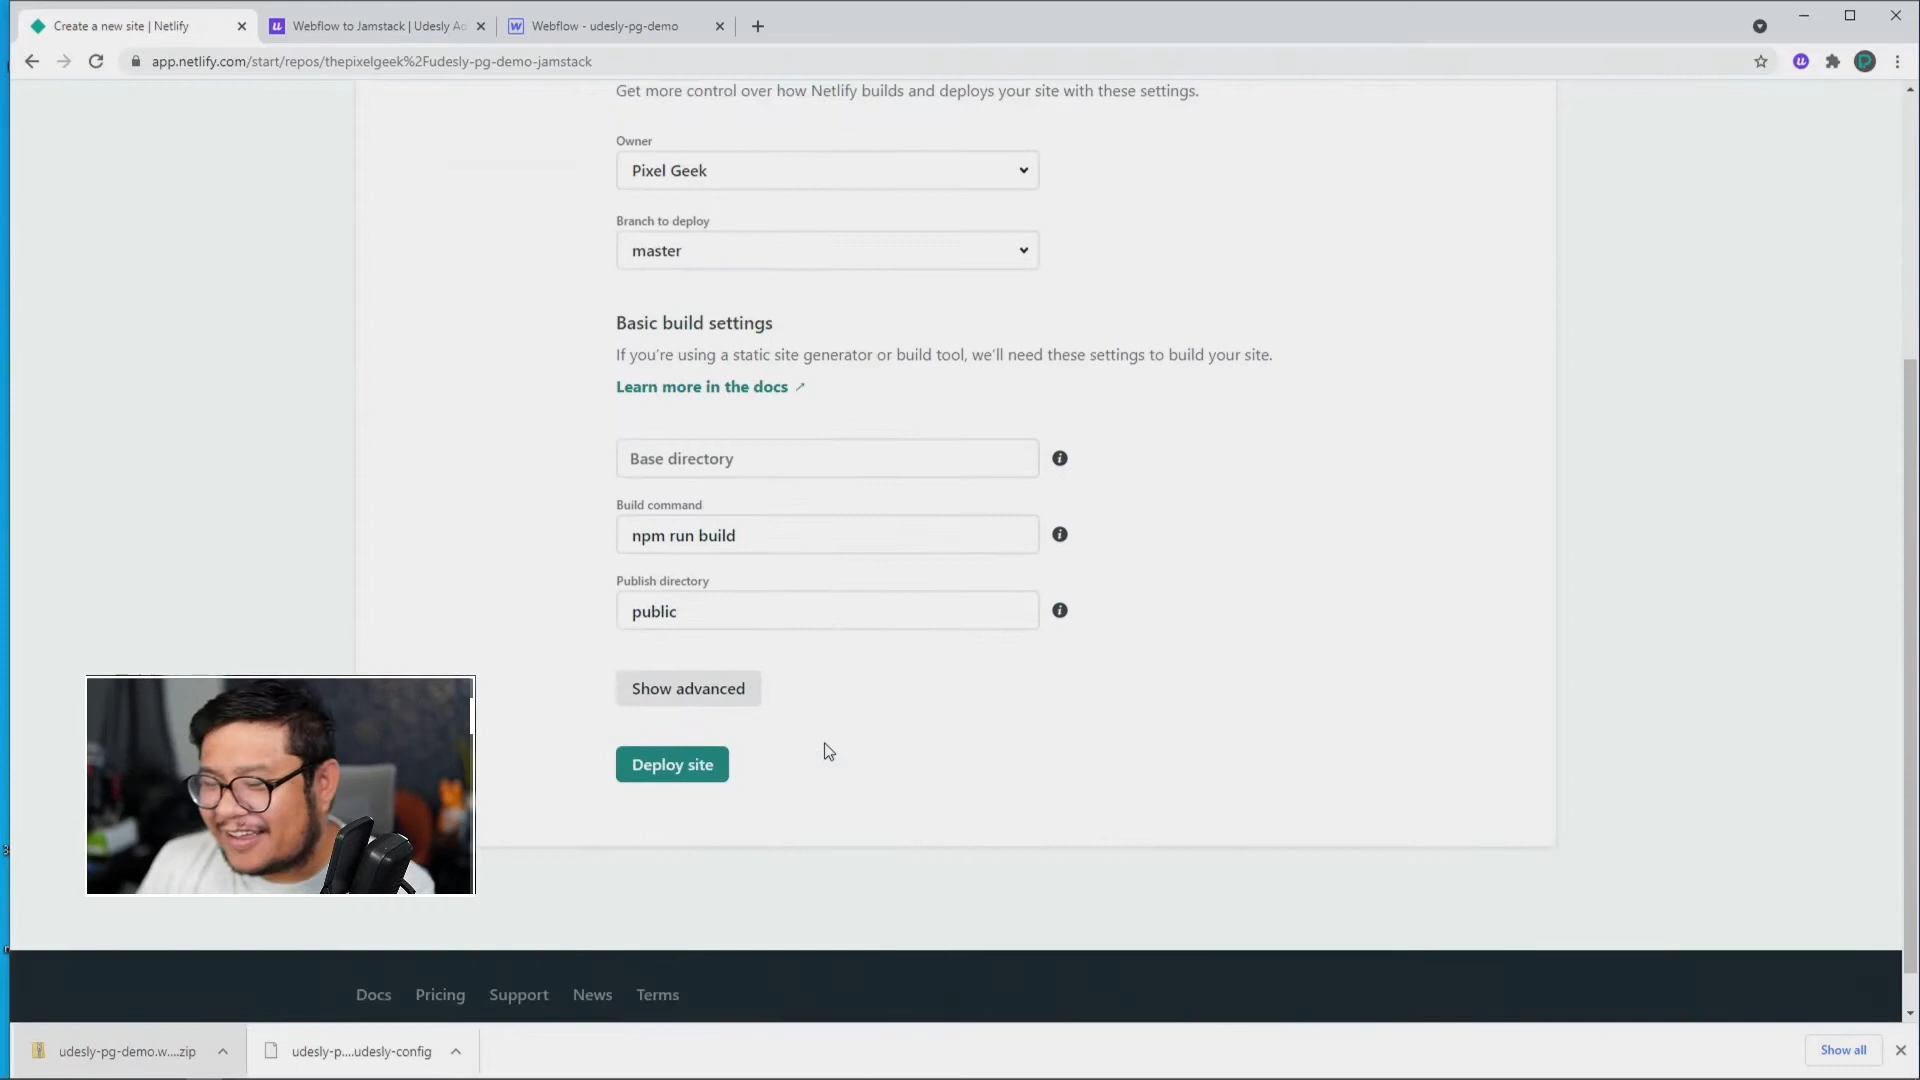 Create a new site | Netlify
Webflow to Jamstack | Udesly Ad
Webflow - udesly-pg-demo
app.netlify.com/start/repos/thepixelgeek%2Fudesly-pg-demo-jamstack
Get more control over how Netlify builds and deploys your site with these settings.
Owner
Pixel Geek
Branch to deploy
master
Basic build settings
If you're using a static site generator or build tool, we'll need these settings to build your site.
Learn more in the docs ↗
Base directory
Build command
npm run build
Publish directory
public
Show advanced
Deploy site
Docs Pricing Support News Terms
udesly-pg-demo.w....zip
udesly-p....udesly-config
Show all